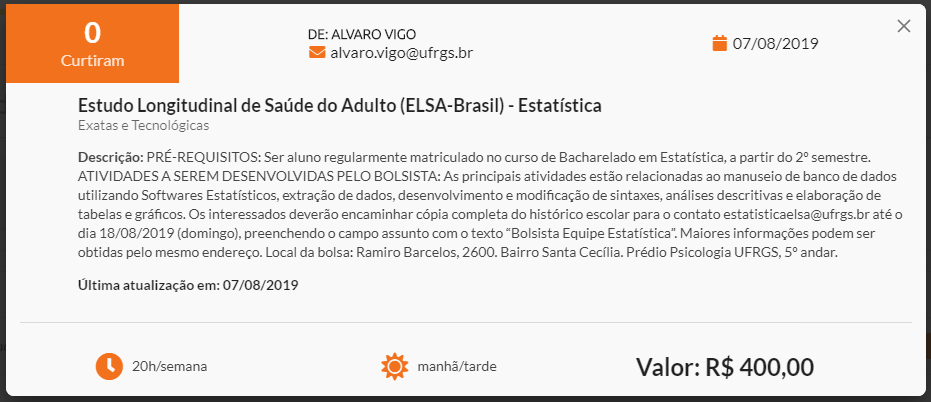 0
Curtiram
DE: ALVARO VIGO
alvaro.vigo@ufrgs.br
07/08/2019
Estudo Longitudinal de Saúde do Adulto (ELSA-Brasil) - Estatística
Exatas e Tecnológicas
Descrição: PRÉ-REQUISITOS: Ser aluno regularmente matriculado no curso de Bacharelado em Estatística, a partir do 2º semestre.
ATIVIDADES A SEREM DESENVOLVIDAS PELO BOLSISTA: As principais atividades estão relacionadas ao manuseio de banco de dados
utilizando Softwares Estatísticos, extração de dados, desenvolvimento e modificação de sintaxes, análises descritivas e elaboração de
tabelas e gráficos. Os interessados deverão encaminhar cópia completa do histórico escolar para o contato estatisticaelsa@ufrgs.br até o
dia 18/08/2019 (domingo), preenchendo o campo assunto com o texto “Bolsista Equipe Estatística”. Maiores informações podem ser
obtidas pelo mesmo endereço. Local da bolsa: Ramiro Barcelos, 2600. Bairro Santa Cecília. Prédio Psicologia UFRGS, 5º andar.
Última atualização em: 07/08/2019
20h/semana
manhã/tarde
Valor: R$ 400,00